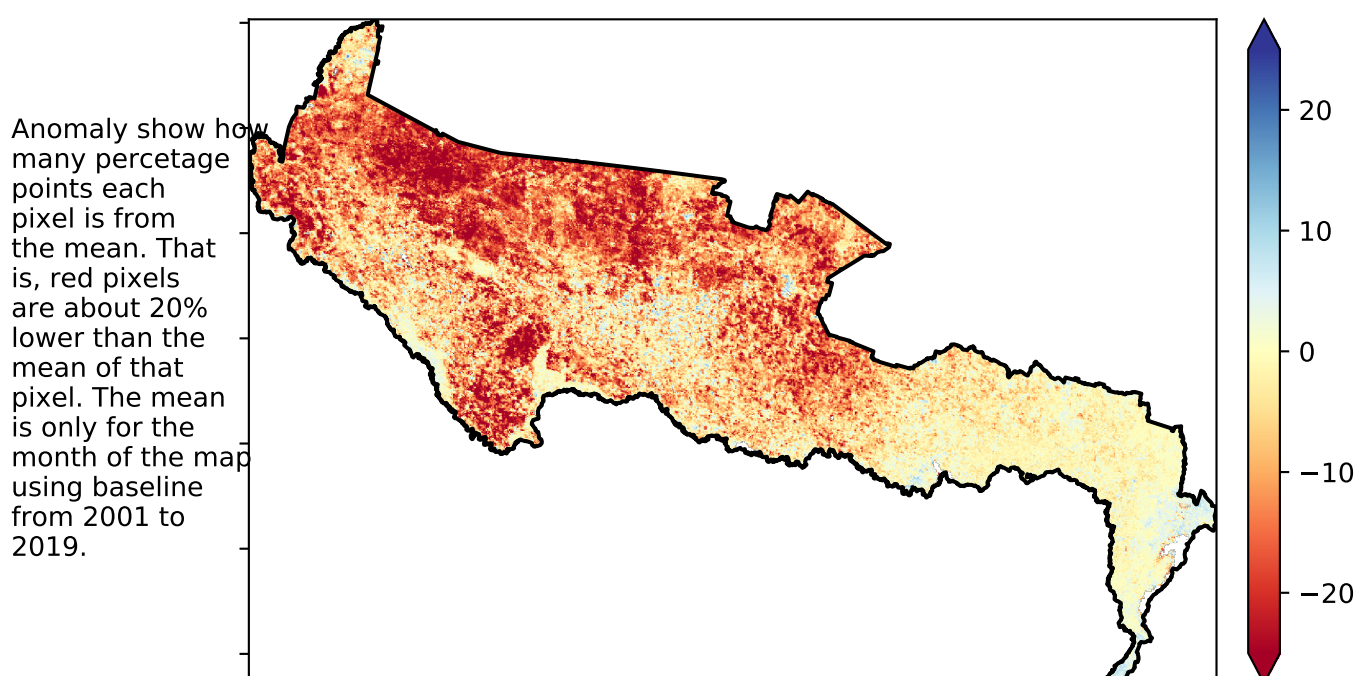 Anomaly show how
many percetage
points each
pixel is from
the mean. That
is, red pixels
are about 20%
lower than the
mean of that
pixel. The mean
is only for the
month of the map
using baseline
from 2001 to
2019.
20
10
0
−10
−20